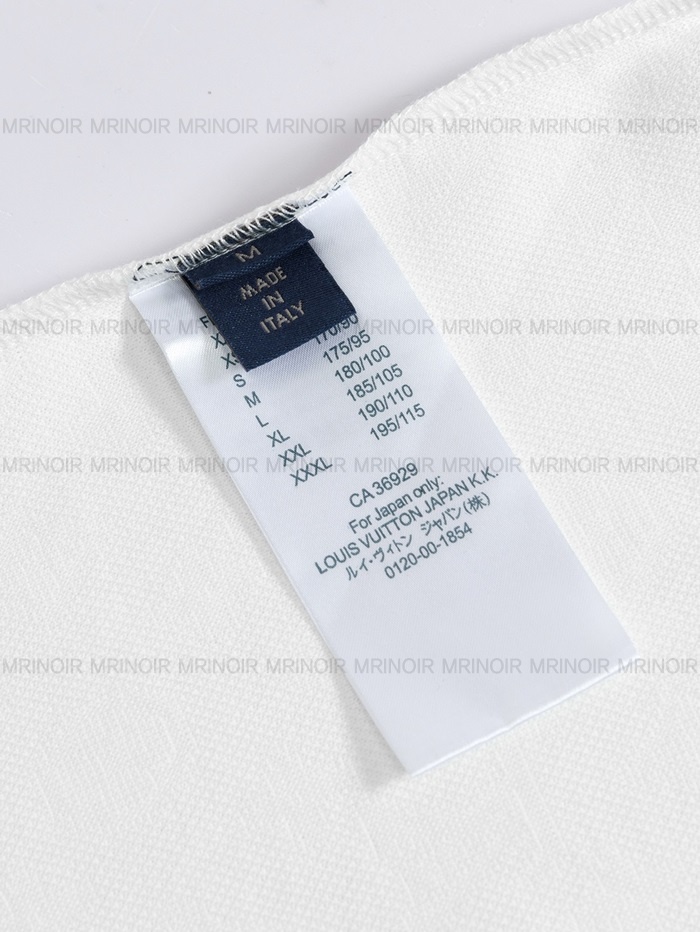 MRINOIR MRINOIR MRINOIR MRINOIR MRINOIR MRINOIR MRINOIR MRINOIR
M
MADE
IN
ITALY
MRINOIR MRINOIR MRINOIR MRINOIR MRINOIR MRINOIR MRINOIR
170/90
175/95
S 180/100
M 185/105
L 190/110
XL 195/115
XXL
XXXL
MRINOIR MRINOIR MRINOIR MRINOIR MRINOIR MRINOIR MRINOIR MRINOIR
CA 36929
For Japan only:
LOUIS VUITTON JAPAN K.K.
ルイ・ヴィトン ジャパン(株)
0120-00-1854
MRINOIR MRINOIR MRINOIR MRINOIR MRINOIR MRINOIR MRINOIR MRINOIR